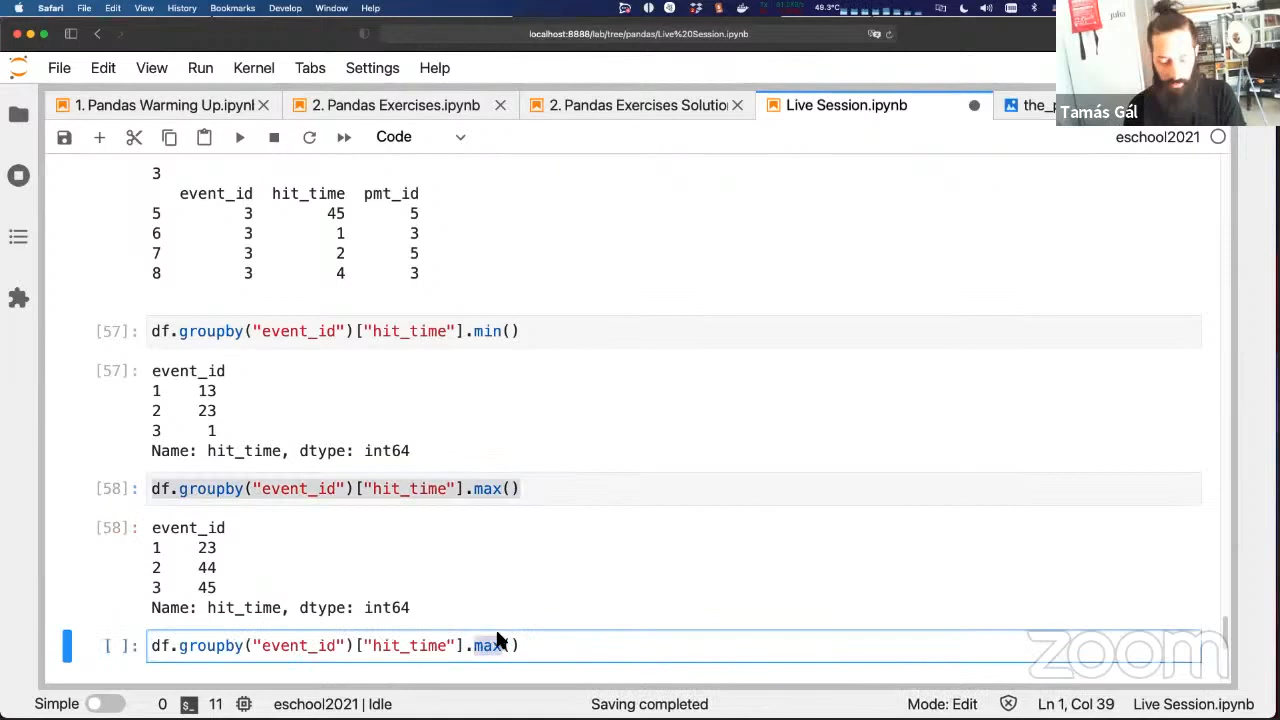 Safari File Edit View History Bookmarks Develop Window Help
48.3°C
localhost:8888/lab/tree/pandas/Live%20Session.ipynb
File Edit View Run Kernel Tabs Settings Help
1. Pandas Warming Up.ipynl 2. Pandas Exercises.ipynb 2. Pandas Exercises Solutio Live Session.ipynb the_p
Tamás Gál
Code eschool2021
3
event_id hit_time pmt_id
5 3 45 5
6 3 1 3
7 3 2 5
8 3 4 3
[57]: df.groupby("event_id")["hit_time"].min()
[57]: event_id
1 13
2 23
3 1
Name: hit_time, dtype: int64
[58]: df.groupby("event_id")["hit_time"].max()
[58]: event_id
1 23
2 44
3 45
Name: hit_time, dtype: int64
[ ]: df.groupby("event_id")["hit_time"].max()
zoom
Simple 0 11 eschool2021 | Idle Saving completed Mode: Edit Ln 1, Col 39 Live Session.ipynb